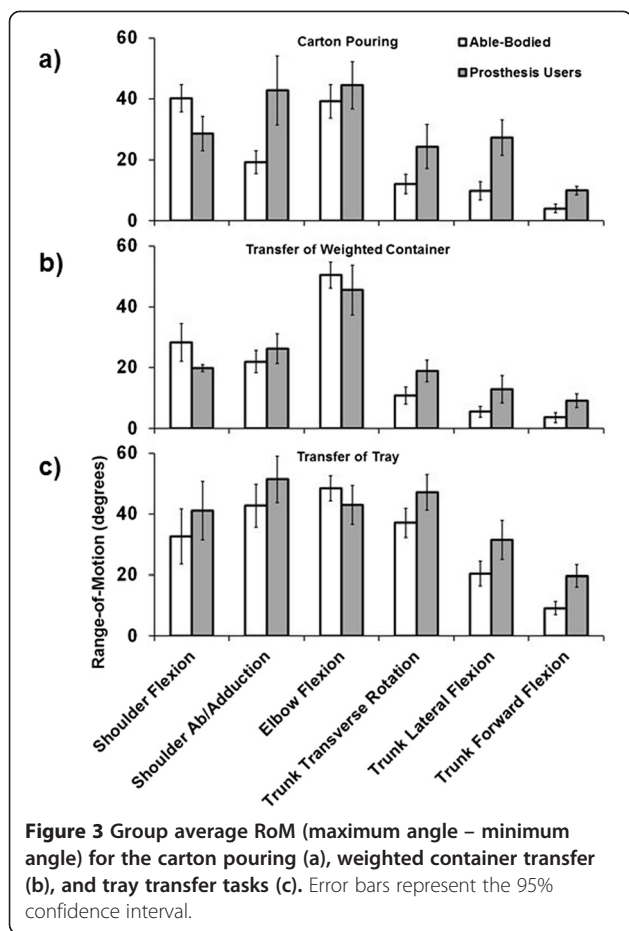 a)
Carton Pouring
Able-Bodied
Prosthesis Users
60
40
20
0
b)
Transfer of Weighted Container
60
40
20
0
c)
Transfer of Tray
60
40
20
0
Range-of-Motion (degrees)
Shoulder Flexion
Shoulder Ab/Adduction
Elbow Flexion
Trunk Transverse Rotation
Trunk Lateral Flexion
Trunk Forward Flexion
Figure 3 Group average RoM (maximum angle – minimum
angle) for the carton pouring (a), weighted container transfer
(b), and tray transfer tasks (c). Error bars represent the 95%
confidence interval.